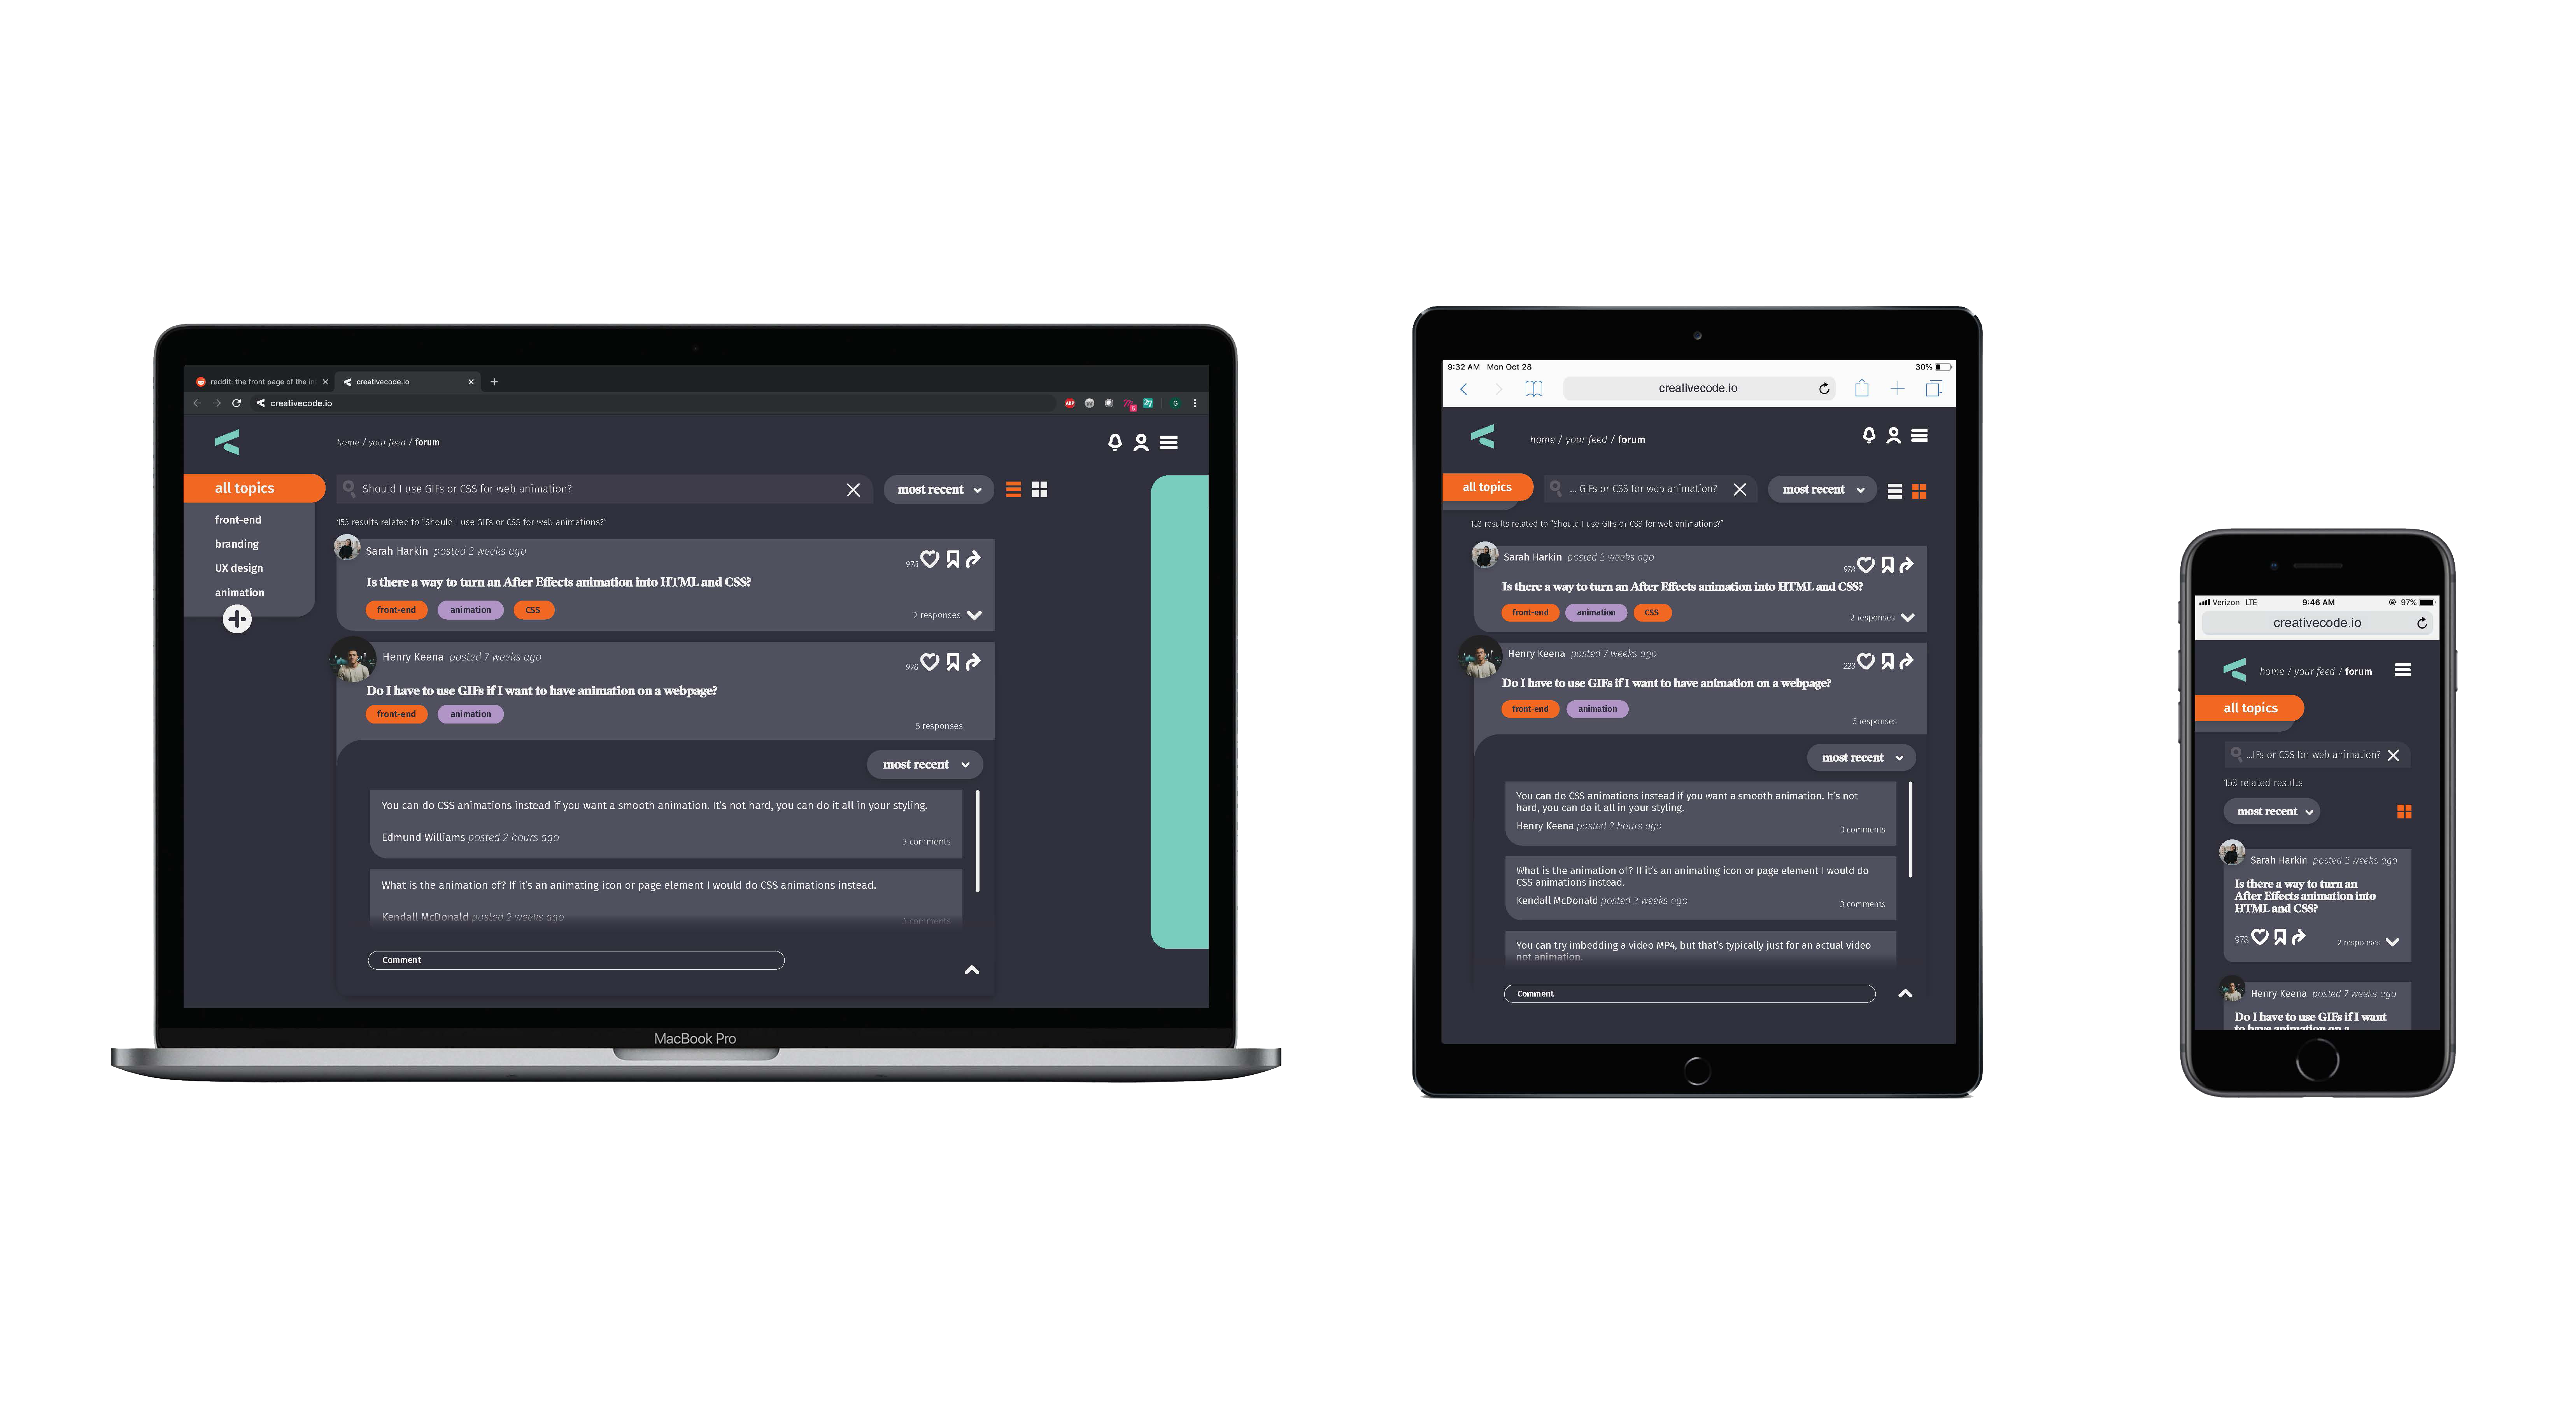 reddit: the front page of the in
creativecode.io
creativecode.io
home / your feed / forum
all topics
Should I use GIFs or CSS for web animation?
most recent
front-end
branding
UX design
animation
153 results related to “Should I use GIFs or CSS for web animations?”
Sarah Harkin posted 2 weeks ago
978
Is there a way to turn an After Effects animation into HTML and CSS?
front-end animation CSS
2 responses
Henry Keena posted 7 weeks ago
978
Do I have to use GIFs if I want to have animation on a webpage?
front-end animation
5 responses
most recent
You can do CSS animations instead if you want a smooth animation. It’s not hard, you can do it all in your styling.
Edmund Williams posted 2 hours ago
3 comments
What is the animation of? If it’s an animating icon or page element I would do CSS animations instead.
Kendall McDonald posted 2 weeks ago
3 comments
Comment
MacBook Pro
9:32 AM Mon Oct 28
30%
creativecode.io
home / your feed / forum
all topics
... GIFs or CSS for web animation?
most recent
153 results related to “Should I use GIFs or CSS for web animations?”
Sarah Harkin posted 2 weeks ago
978
Is there a way to turn an After Effects animation into HTML and CSS?
front-end animation CSS
2 responses
Henry Keena posted 7 weeks ago
223
Do I have to use GIFs if I want to have animation on a webpage?
front-end animation
5 responses
most recent
You can do CSS animations instead if you want a smooth animation. It’s not
hard, you can do it all in your styling.
Henry Keena posted 2 hours ago
3 comments
What is the animation of? If it’s an animating icon or page element I would do
CSS animations instead.
Kendall McDonald posted 2 weeks ago
3 comments
You can try imbedding a video MP4, but that’s typically just for an actual video
not animation.
Comment
Verizon LTE
9:46 AM
97%
creativecode.io
home / your feed / forum
all topics
...IFs or CSS for web animation?
153 related results
most recent
Sarah Harkin posted 2 weeks ago
Is there a way to turn an
After Effects animation into
HTML and CSS?
978
2 responses
Henry Keena posted 7 weeks ago
Do I have to use GIFs if I want
to have animation on a